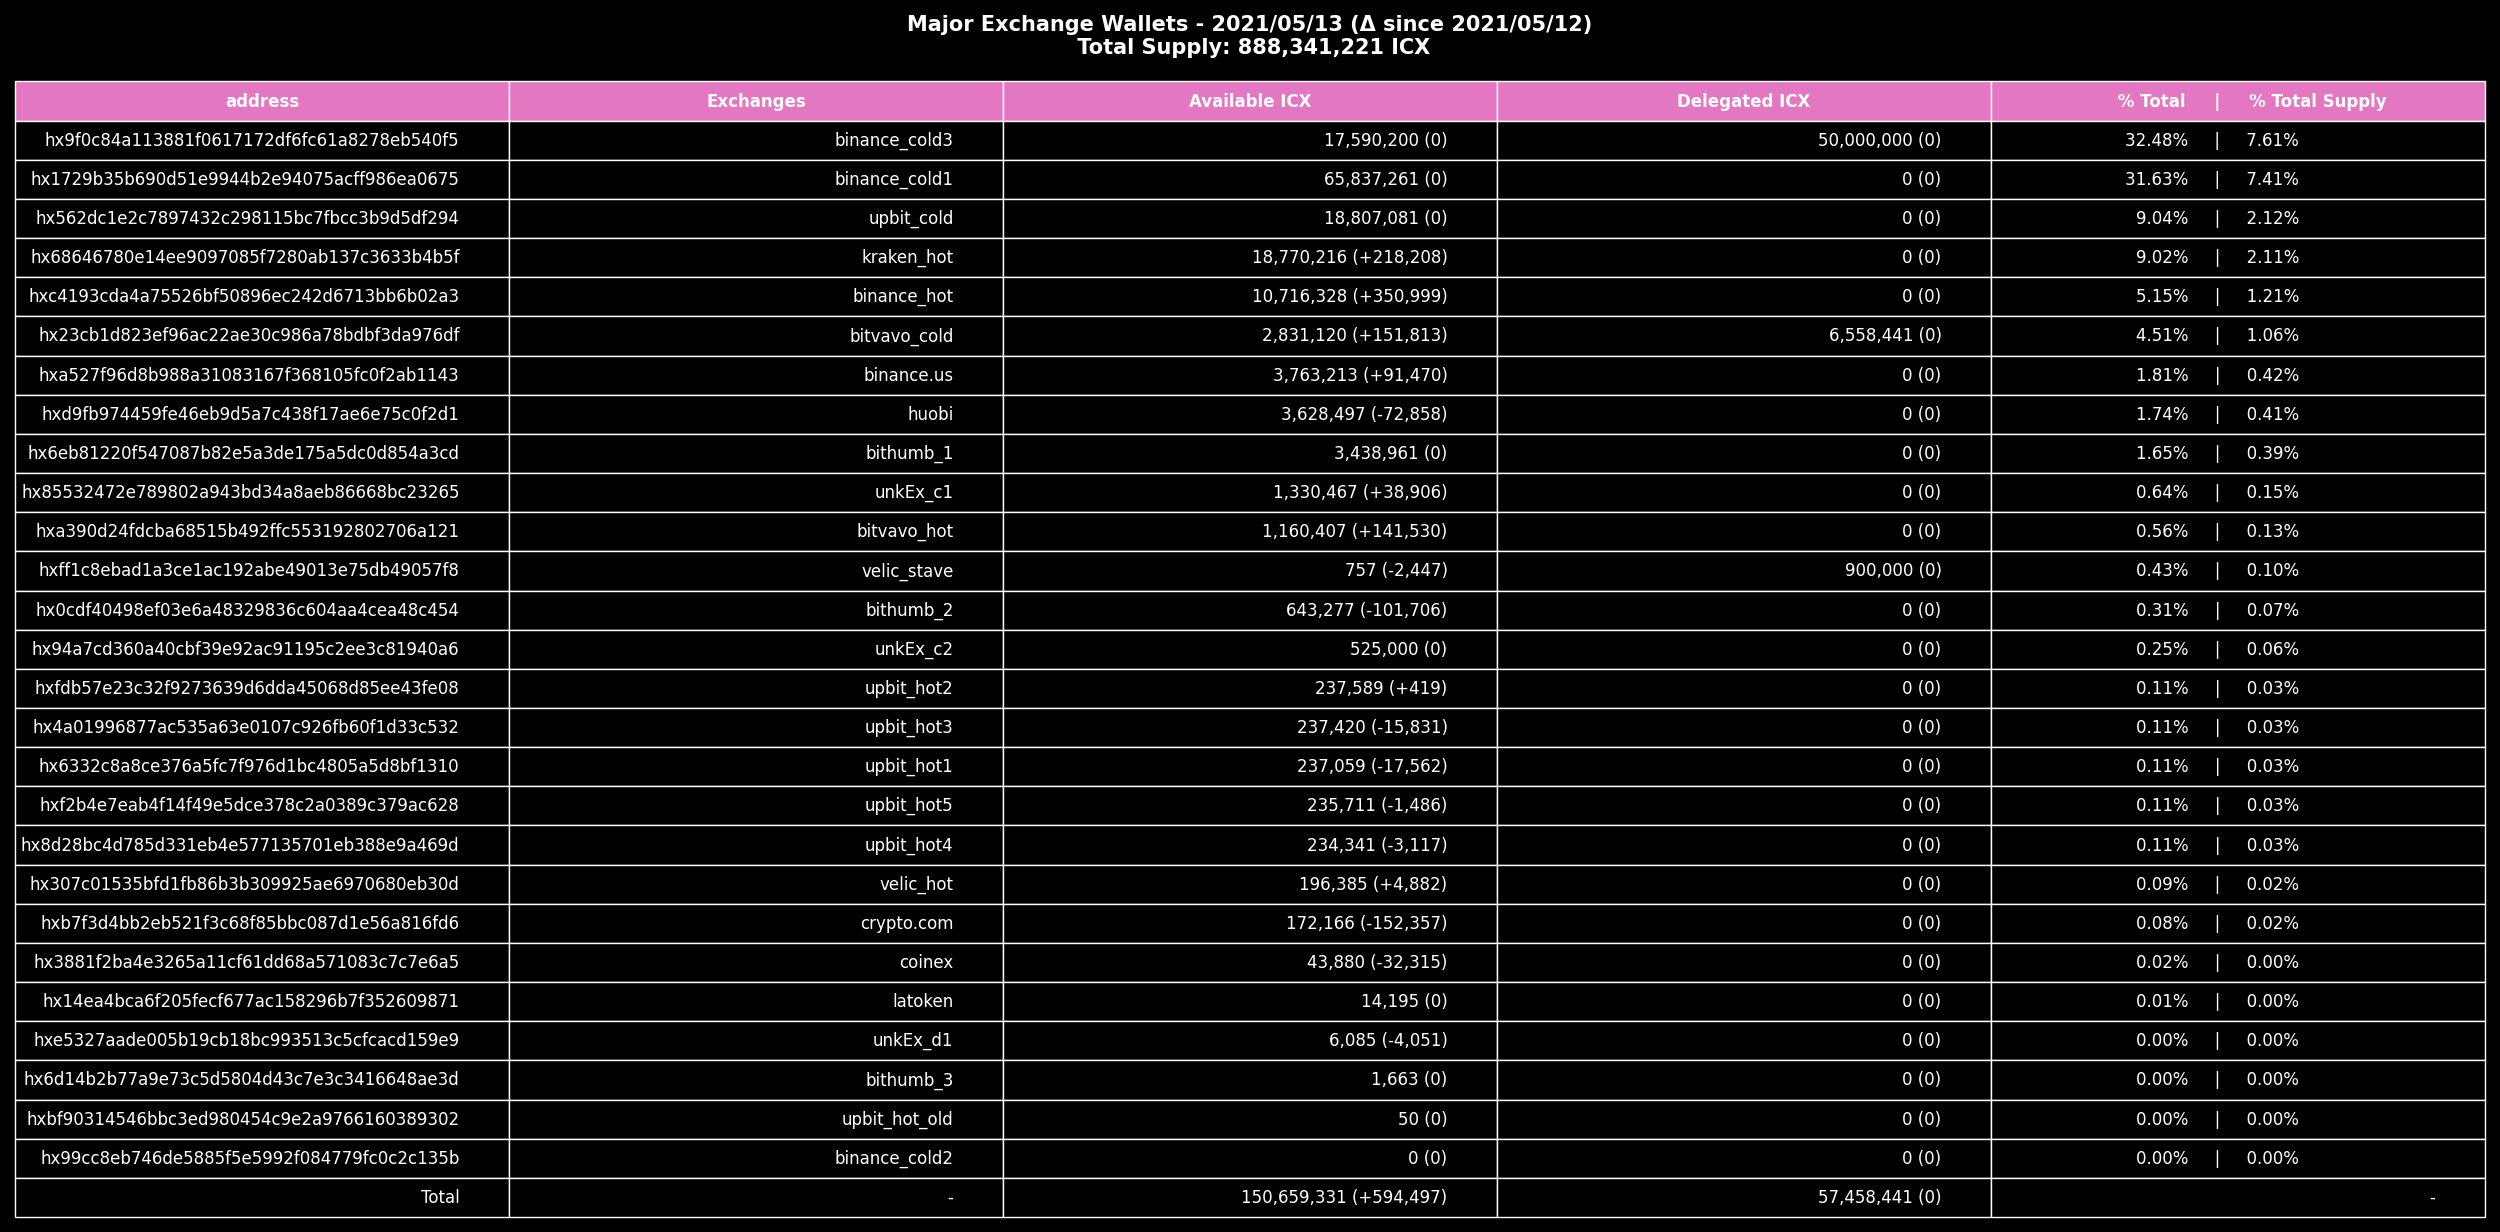 Major Exchange Wallets - 2021/05/13 (Δ since 2021/05/12)
Total Supply: 888,341,221 ICX
address Exchanges Available ICX Delegated ICX % Total | % Total Supply
hx9f0c84a113881f0617172df6fc61a8278eb540f5 binance_cold3 17,590,200 (0) 50,000,000 (0) 32.48% | 7.61%
hx1729b35b690d51e9944b2e94075acff986ea0675 binance_cold1 65,837,261 (0) 0 (0) 31.63% | 7.41%
hx562dc1e2c7897432c298115bc7fbcc3b9d5df294 upbit_cold 18,807,081 (0) 0 (0) 9.04% | 2.12%
hx68646780e14ee9097085f7280ab137c3633b4b5f kraken_hot 18,770,216 (+218,208) 0 (0) 9.02% | 2.11%
hxc4193cda4a75526bf50896ec242d6713bb6b02a3 binance_hot 10,716,328 (+350,999) 0 (0) 5.15% | 1.21%
hx23cb1d823ef96ac22ae30c986a78bdbf3da976df bitvavo_cold 2,831,120 (+151,813) 6,558,441 (0) 4.51% | 1.06%
hxa527f96d8b988a31083167f368105fc0f2ab1143 binance.us 3,763,213 (+91,470) 0 (0) 1.81% | 0.42%
hxd9fb974459fe46eb9d5a7c438f17ae6e75c0f2d1 huobi 3,628,497 (-72,858) 0 (0) 1.74% | 0.41%
hx6eb81220f547087b82e5a3de175a5dc0d854a3cd bithumb_1 3,438,961 (0) 0 (0) 1.65% | 0.39%
hx85532472e789802a943bd34a8aeb86668bc23265 unkEx_c1 1,330,467 (+38,906) 0 (0) 0.64% | 0.15%
hxa390d24fdcba68515b492ffc553192802706a121 bitvavo_hot 1,160,407 (+141,530) 0 (0) 0.56% | 0.13%
hxff1c8ebad1a3ce1ac192abe49013e75db49057f8 velic_stave 757 (-2,447) 900,000 (0) 0.43% | 0.10%
hx0cdf40498ef03e6a48329836c604aa4cea48c454 bithumb_2 643,277 (-101,706) 0 (0) 0.31% | 0.07%
hx94a7cd360a40cbf39e92ac91195c2ee3c81940a6 unkEx_c2 525,000 (0) 0 (0) 0.25% | 0.06%
hxfdb57e23c32f9273639d6dda45068d85ee43fe08 upbit_hot2 237,589 (+419) 0 (0) 0.11% | 0.03%
hx4a01996877ac535a63e0107c926fb60f1d33c532 upbit_hot3 237,420 (-15,831) 0 (0) 0.11% | 0.03%
hx6332c8a8ce376a5fc7f976d1bc4805a5d8bf1310 upbit_hot1 237,059 (-17,562) 0 (0) 0.11% | 0.03%
hxf2b4e7eab4f14f49e5dce378c2a0389c379ac628 upbit_hot5 235,711 (-1,486) 0 (0) 0.11% | 0.03%
hx8d28bc4d785d331eb4e577135701eb388e9a469d upbit_hot4 234,341 (-3,117) 0 (0) 0.11% | 0.03%
hx307c01535bfd1fb86b3b309925ae6970680eb30d velic_hot 196,385 (+4,882) 0 (0) 0.09% | 0.02%
hxb7f3d4bb2eb521f3c68f85bbc087d1e56a816fd6 crypto.com 172,166 (-152,357) 0 (0) 0.08% | 0.02%
hx3881f2ba4e3265a11cf61dd68a571083c7c7e6a5 coinex 43,880 (-32,315) 0 (0) 0.02% | 0.00%
hx14ea4bca6f205fecf677ac158296b7f352609871 latoken 14,195 (0) 0 (0) 0.01% | 0.00%
hxe5327aade005b19cb18bc993513c5cfcacd159e9 unkEx_d1 6,085 (-4,051) 0 (0) 0.00% | 0.00%
hx6d14b2b77a9e73c5d5804d43c7e3c3416648ae3d bithumb_3 1,663 (0) 0 (0) 0.00% | 0.00%
hxbf90314546bbc3ed980454c9e2a9766160389302 upbit_hot_old 50 (0) 0 (0) 0.00% | 0.00%
hx99cc8eb746de5885f5e5992f084779fc0c2c135b binance_cold2 0 (0) 0 (0) 0.00% | 0.00%
Total - 150,659,331 (+594,497) 57,458,441 (0) -